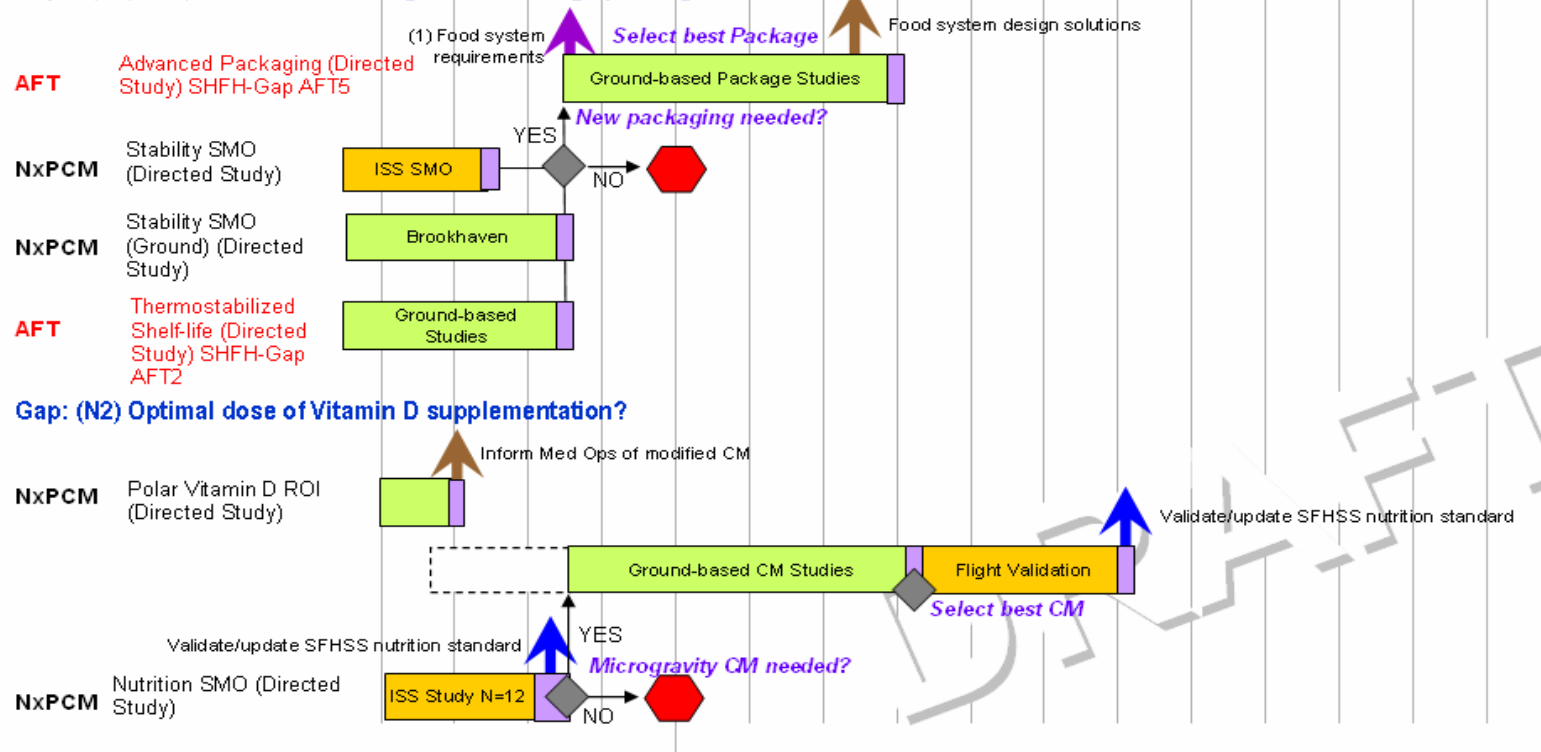 (1) Food system
requirements
Select best Package
Food system design solutions
AFT
Advanced Packaging (Directed
Study) SHFH-Gap AFT5
Ground-based Package Studies
New packaging needed?
YES
NxPCM
Stability SMO
(Directed Study)
ISS SMO
NO
NxPCM
Stability SMO
(Ground) (Directed
Study)
Brookhaven
AFT
Thermostabilized
Shelf-life (Directed
Study) SHFH-Gap
AFT2
Ground-based
Studies
Gap: (N2) Optimal dose of Vitamin D supplementation?
Inform Med Ops of modified CM
NxPCM
Polar Vitamin D ROI
(Directed Study)
Validate/update SFHSS nutrition standard
Ground-based CM Studies
Flight Validation
Select best CM
YES
Validate/update SFHSS nutrition standard
Microgravity CM needed?
NxPCM
Nutrition SMO (Directed
Study)
ISS Study N=12
NO
DRAFT